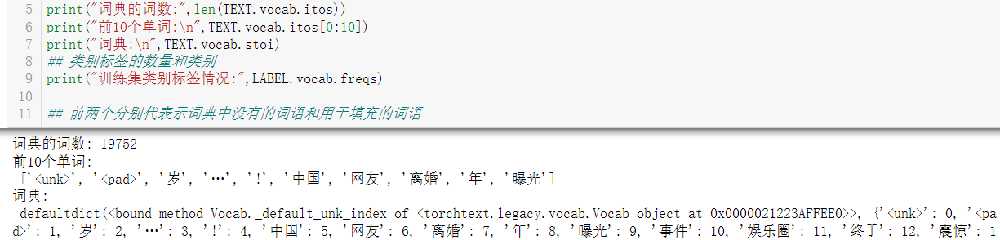 5 print("词典的词数:",len(TEXT.vocab.itos))
6 print("前10个单词:\n",TEXT.vocab.itos[0:10])
7 print("词典:\n",TEXT.vocab.stoi)
8 ## 类别标签的数量和类别
9 print("训练集类别标签情况:",LABEL.vocab.freqs)
10
11 ## 前两个分别代表示词典中没有的词语和用于填充的词语
词典的词数: 19752
前10个单词:
['<unk>', '<pad>', '岁', '…', '!', '中国', '网友', '离婚', '年', '曝光']
词典:
defaultdict(<bound method Vocab._default_unk_index of <torchtext.legacy.vocab.Vocab object at 0x0000021223AFFEE0>>, {'<unk>': 0, '<pa
d>': 1, '岁': 2, '…': 3, '!': 4, '中国': 5, '网友': 6, '离婚': 7, '年': 8, '曝光': 9, '事件': 10, '娱乐圈': 11, '终于': 12, '震惊': 1